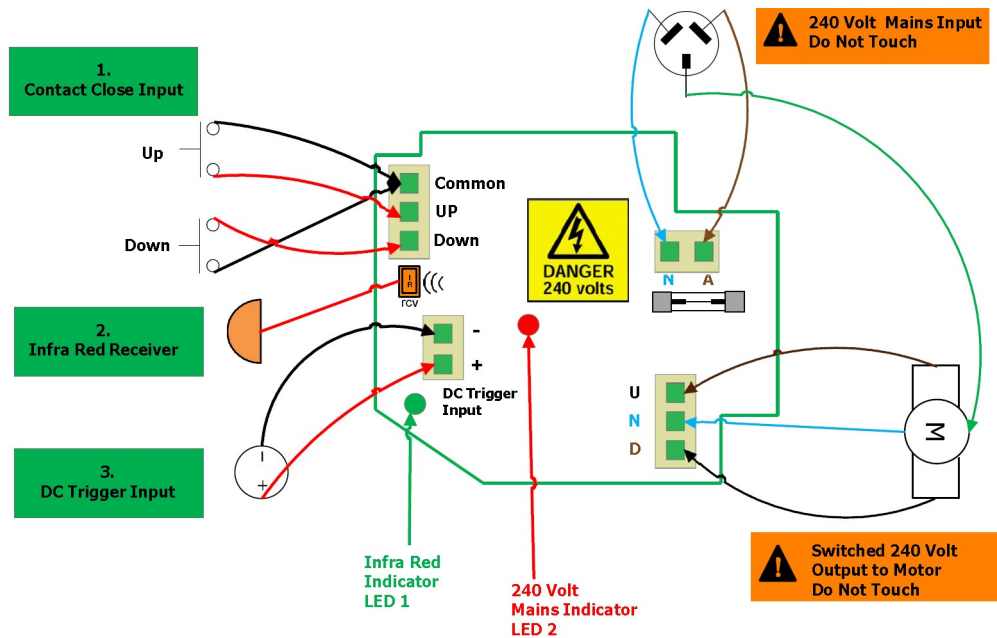 240 Volt Mains Input
Do Not Touch
1.
Contact Close Input
Up
Common
UP
Down
Down
DANGER
240 volts
N A
I
R
rcv
2.
Infra Red Receiver
-
+
DC Trigger
Input
U
N
D
M
3.
DC Trigger Input
-
+
Infra Red
Indicator
LED 1
240 Volt
Mains Indicator
LED 2
Switched 240 Volt
Output to Motor
Do Not Touch